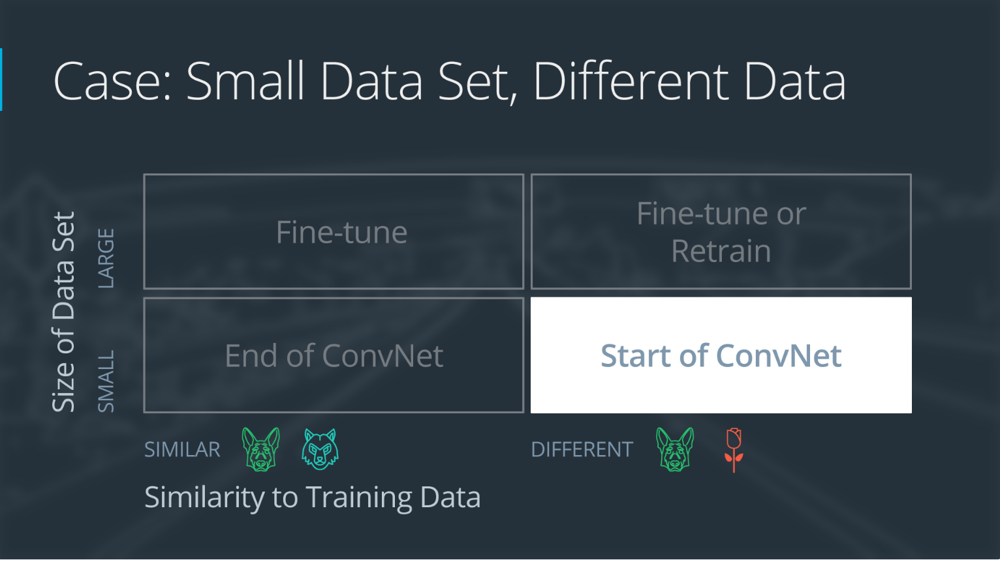 Case: Small Data Set, Different Data
Size of Data Set
LARGE
SMALL
Fine-tune
Fine-tune or
Retrain
End of ConvNet
Start of ConvNet
SIMILAR
DIFFERENT
Similarity to Training Data